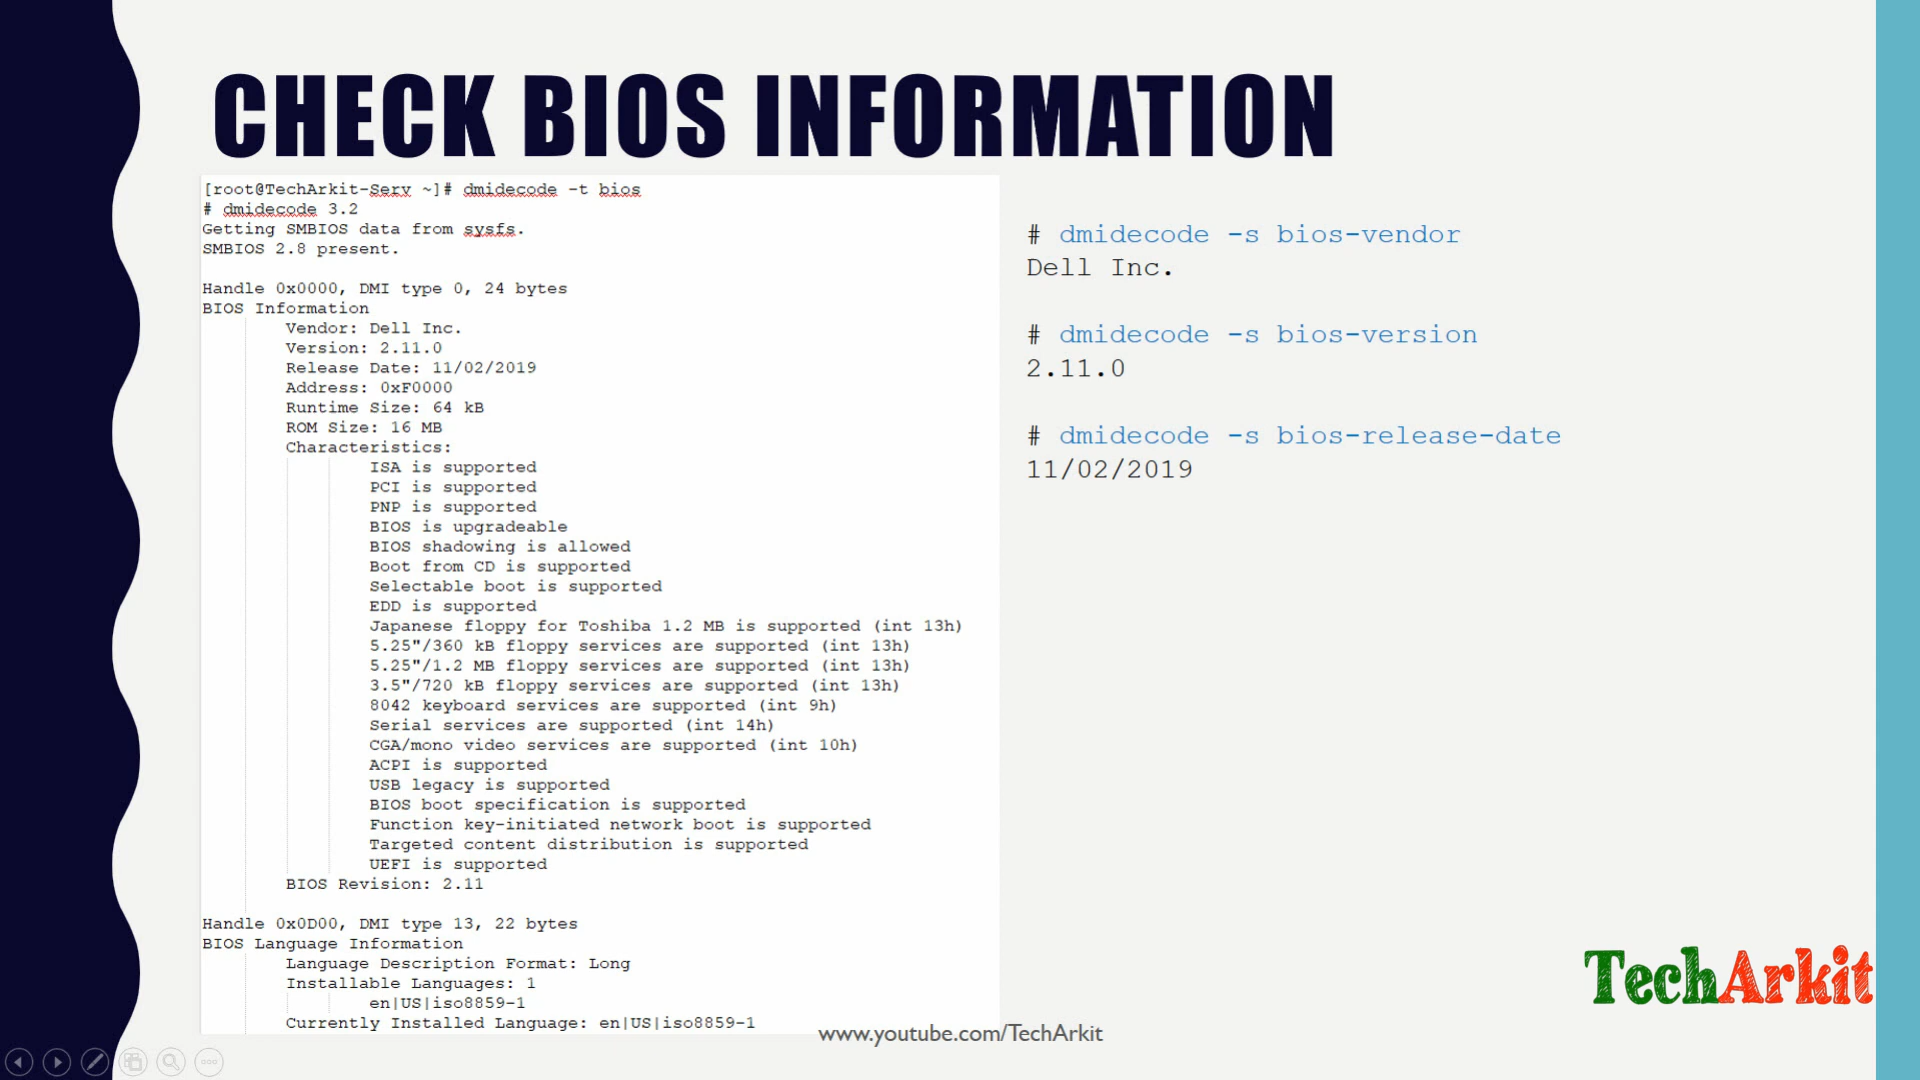 CHECK BIOS INFORMATION
[root@TechArkit-Serv ~]# dmidecode -t bios
# dmidecode 3.2
Getting SMBIOS data from sysfs.
SMBIOS 2.8 present.
Handle 0x0000, DMI type 0, 24 bytes
BIOS Information
Vendor: Dell Inc.
Version: 2.11.0
Release Date: 11/02/2019
Address: 0xF0000
Runtime Size: 64 kB
ROM Size: 16 MB
Characteristics:
ISA is supported
PCI is supported
PNP is supported
BIOS is upgradeable
BIOS shadowing is allowed
Boot from CD is supported
Selectable boot is supported
EDD is supported
Japanese floppy for Toshiba 1.2 MB is supported (int 13h)
5.25"/360 kB floppy services are supported (int 13h)
5.25"/1.2 MB floppy services are supported (int 13h)
3.5"/720 kB floppy services are supported (int 13h)
8042 keyboard services are supported (int 9h)
Serial services are supported (int 14h)
CGA/mono video services are supported (int 10h)
ACPI is supported
USB legacy is supported
BIOS boot specification is supported
Function key-initiated network boot is supported
Targeted content distribution is supported
UEFI is supported
BIOS Revision: 2.11
Handle 0x0D00, DMI type 13, 22 bytes
BIOS Language Information
Language Description Format: Long
Installable Languages: 1
en|US|iso8859-1
Currently Installed Language: en|US|iso8859-1
# dmidecode -s bios-vendor
Dell Inc.
# dmidecode -s bios-version
2.11.0
# dmidecode -s bios-release-date
11/02/2019
TechArkit
www.youtube.com/TechArkit